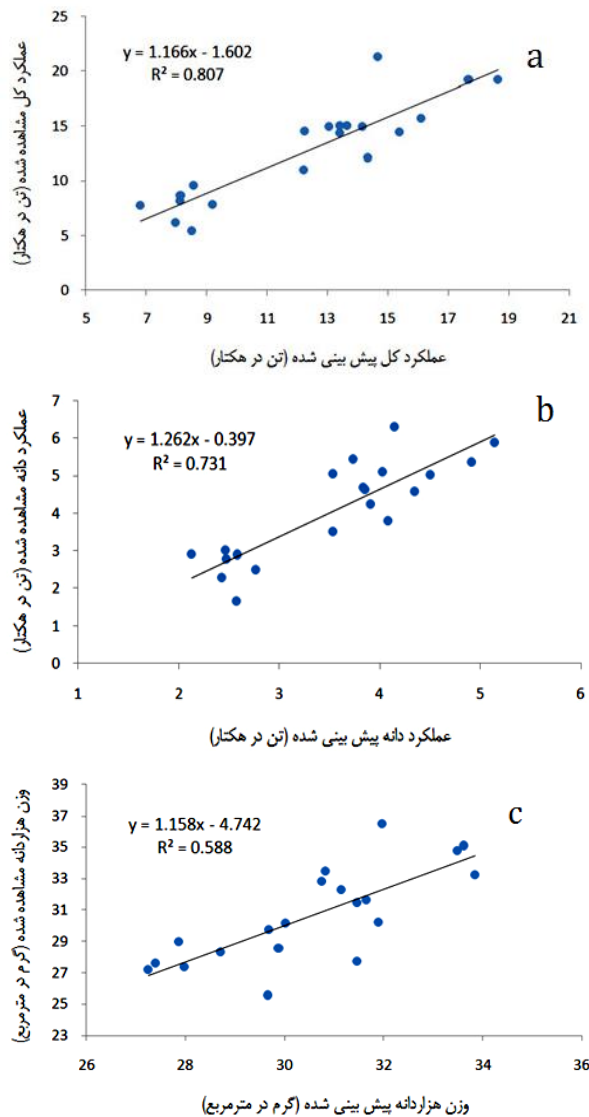 a
y = 1.166x - 1.602
R² = 0.807
عملکرد کل مشاهده شده (تن در هکتار)
25
20
15
10
5
0
5 7 9 11 13 15 17 19 21
عملکرد کل پیش بینی شده (تن در هکتار)
b
y = 1.262x - 0.397
R² = 0.731
عملکرد دانه مشاهده شده (تن در هکتار)
7
6
5
4
3
2
1
0
1 2 3 4 5 6
عملکرد دانه پیش بینی شده (تن در هکتار)
c
y = 1.158x - 4.742
R² = 0.588
وزن هزاردانه مشاهده شده (گرم در مترمربع)
39
37
35
33
31
29
27
25
23
26 28 30 32 34 36
وزن هزاردانه پیش بینی شده (گرم در مترمربع)